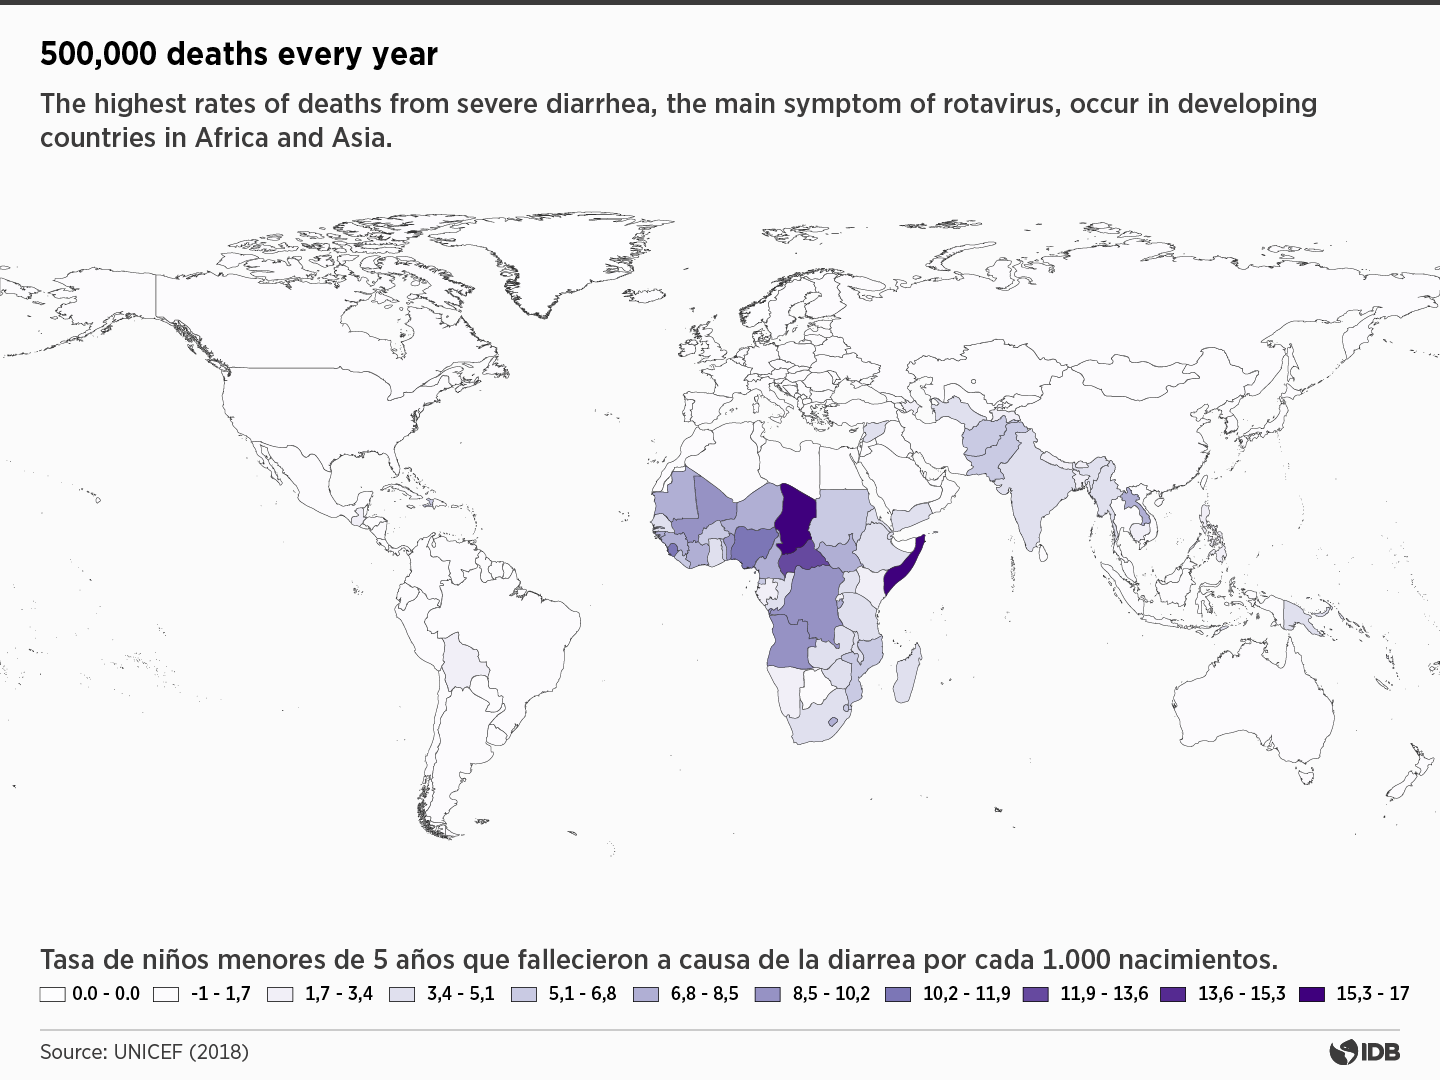 500,000 deaths every year
The highest rates of deaths from severe diarrhea, the main symptom of rotavirus, occur in developing
countries in Africa and Asia.
Tasa de niños menores de 5 años que fallecieron a causa de la diarrea por cada 1.000 nacimientos.
0.0 - 0.0 -1 - 1,7 1,7 - 3,4 3,4 - 5,1 5,1 - 6,8 6,8 - 8,5 8,5 - 10,2 10,2 - 11,9 11,9 - 13,6 13,6 - 15,3 15,3 - 17
Source: UNICEF (2018)
IDB